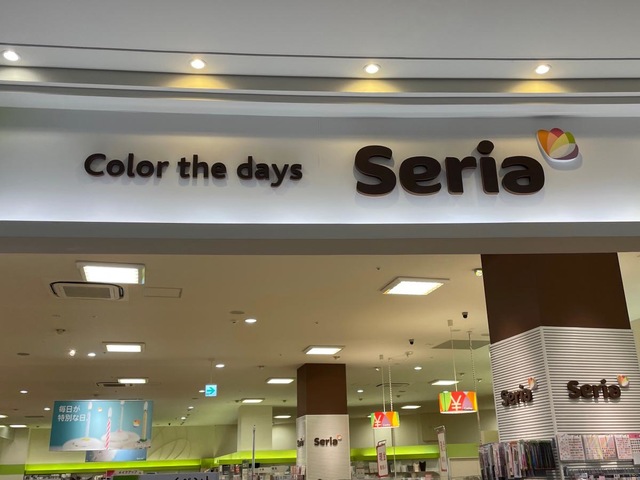 Color the days Seria
毎日が
特別な日。
¥
¥
Seria
Seria
Seria